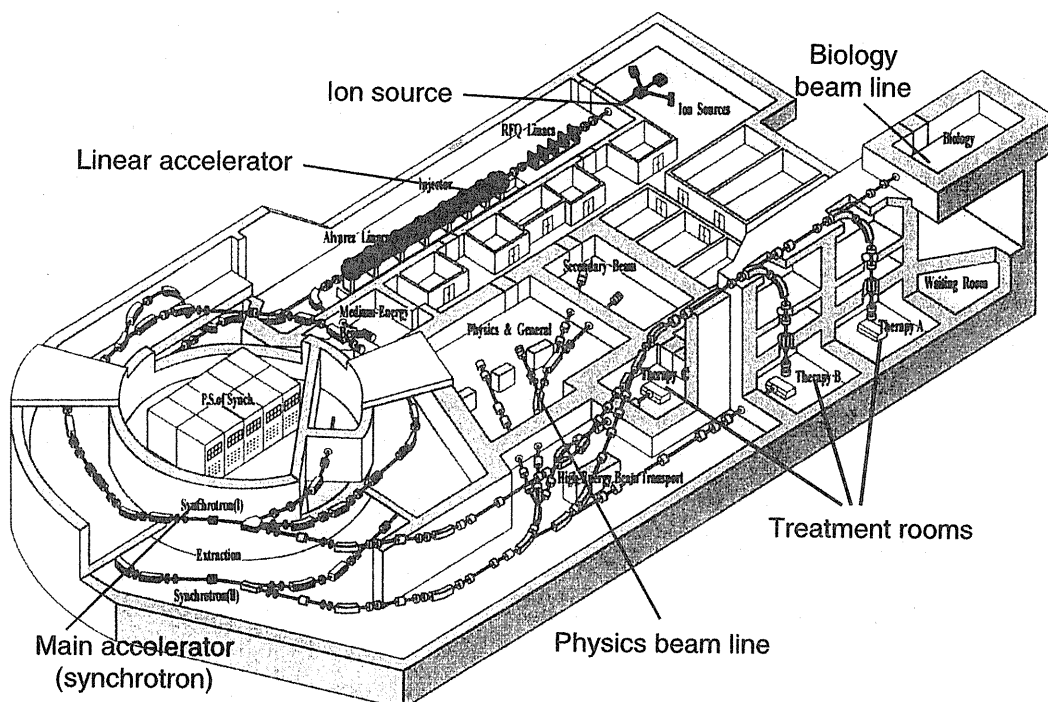 Biology
beam line
Ion source
Ion Sources
RFQ Linacs
Biology
Linear accelerator
Injector
Alvarez Linacs
Secondary Beam
Waiting Room
Medium-Energy
Physics & General
Therapy A
Therapy C
Therapy B
P.S.of Synch.
High-Energy Beam Transport
Synchrotron(I)
Treatment rooms
Extraction
Synchrotron(II)
Physics beam line
Main accelerator
(synchrotron)